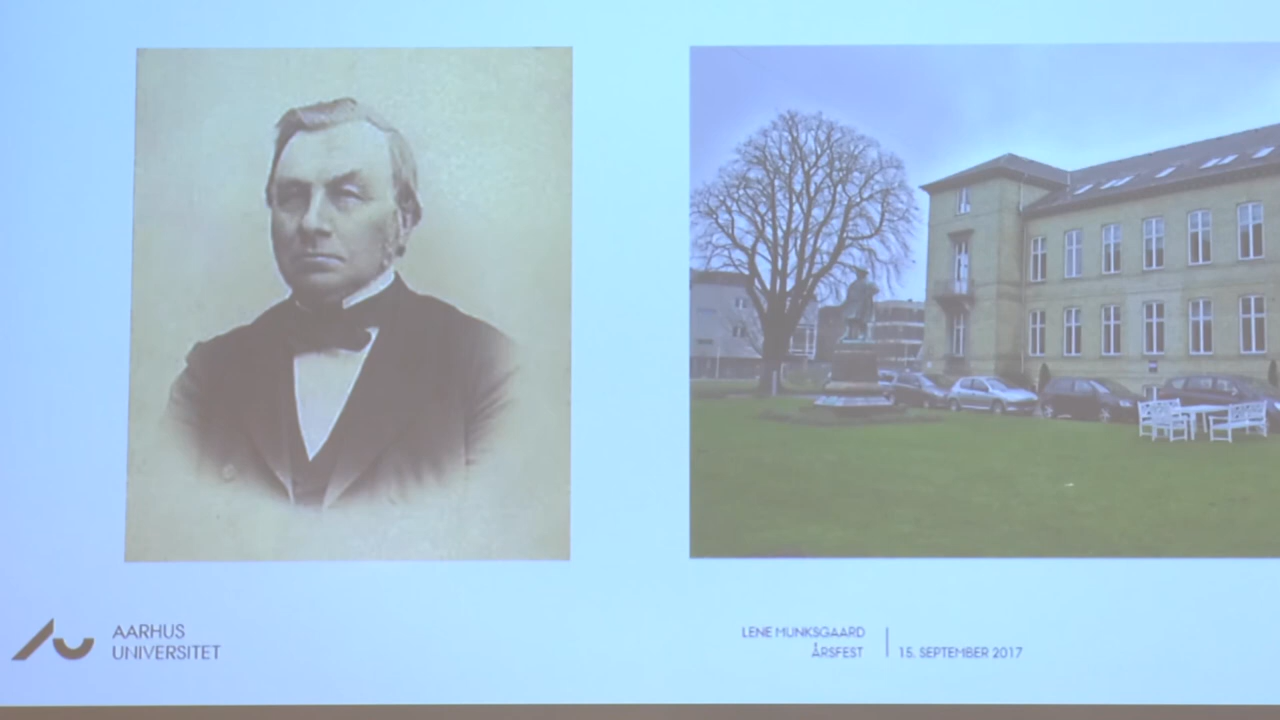 AARHUS
UNIVERSITET
LENE MUNKSGAARD
ÅRSFEST
15. SEPTEMBER 2017